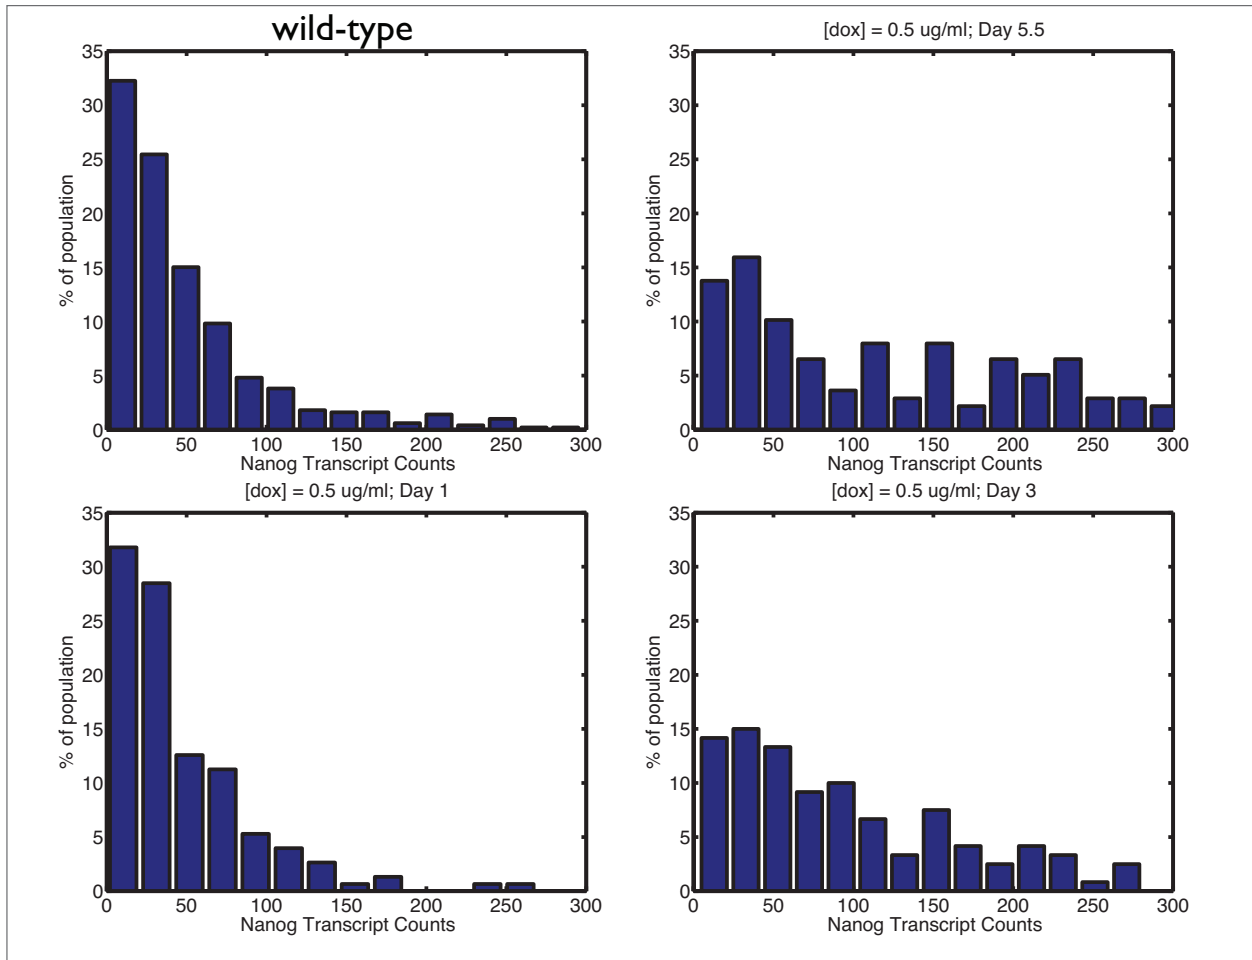 wild-type
35
30
25
20
15
10
5
0
% of population
0 50 100 150 200 250 300
Nanog Transcript Counts
[dox] = 0.5 ug/ml; Day 5.5
35
30
25
20
15
10
5
0
% of population
0 50 100 150 200 250 300
Nanog Transcript Counts
[dox] = 0.5 ug/ml; Day 1
35
30
25
20
15
10
5
0
% of population
0 50 100 150 200 250 300
Nanog Transcript Counts
[dox] = 0.5 ug/ml; Day 3
35
30
25
20
15
10
5
0
% of population
0 50 100 150 200 250 300
Nanog Transcript Counts